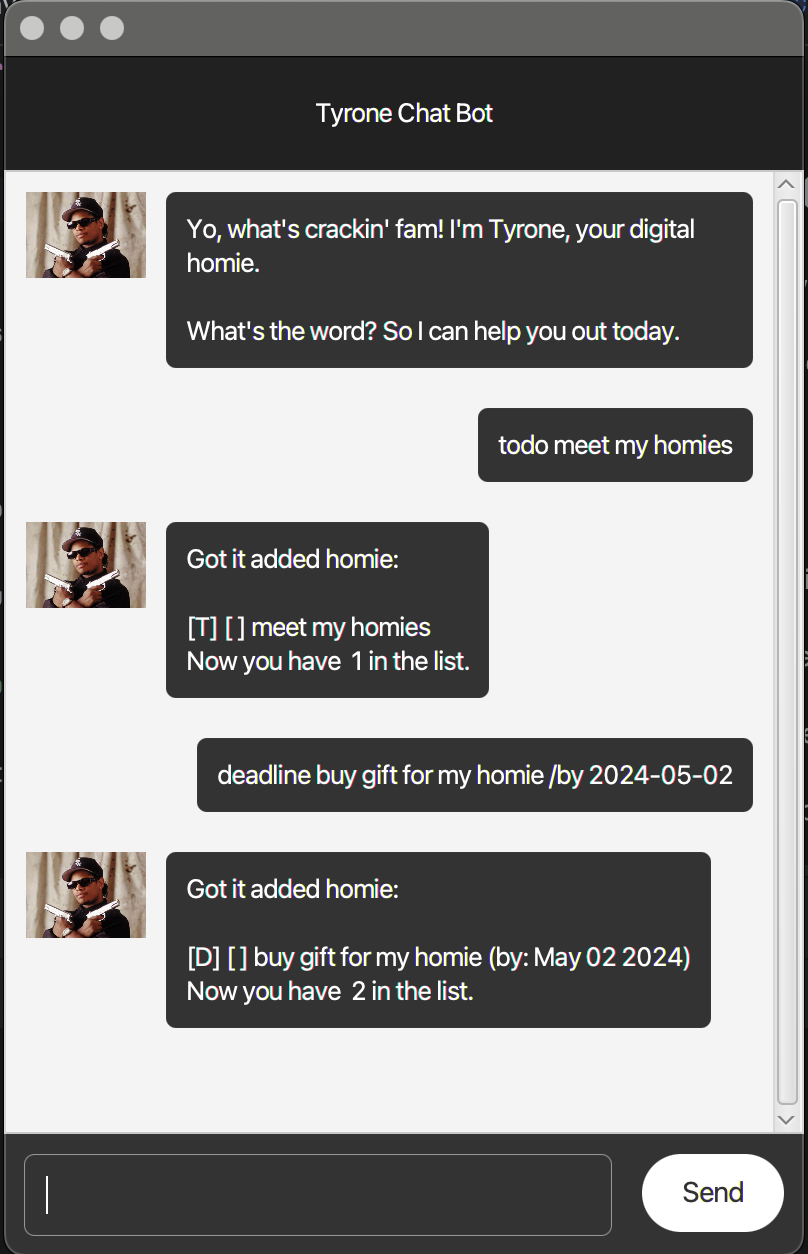 Tyrone Chat Bot
Yo, what's crackin' fam! I'm Tyrone, your digital
homie.
What's the word? So I can help you out today.
todo meet my homies
Got it added homie:
[T] [ ] meet my homies
Now you have  1 in the list.
deadline buy gift for my homie /by 2024-05-02
Got it added homie:
[D] [ ] buy gift for my homie (by: May 02 2024)
Now you have  2 in the list.
Send